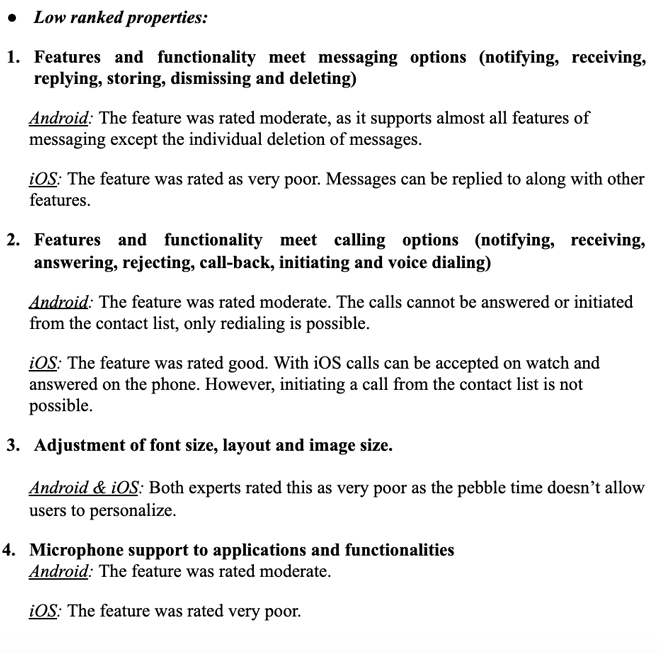 • Low ranked properties:
1. Features and functionality meet messaging options (notifying, receiving,
replying, storing, dismissing and deleting)
Android: The feature was rated moderate, as it supports almost all features of
messaging except the individual deletion of messages.
iOS: The feature was rated as very poor. Messages can be replied to along with other
features.
2. Features and functionality meet calling options (notifying, receiving,
answering, rejecting, call-back, initiating and voice dialing)
Android: The feature was rated moderate. The calls cannot be answered or initiated
from the contact list, only redialing is possible.
iOS: The feature was rated good. With iOS calls can be accepted on watch and
answered on the phone. However, initiating a call from the contact list is not
possible.
3. Adjustment of font size, layout and image size.
Android & iOS: Both experts rated this as very poor as the pebble time doesn’t allow
users to personalize.
4. Microphone support to applications and functionalities
Android: The feature was rated moderate.
iOS: The feature was rated very poor.